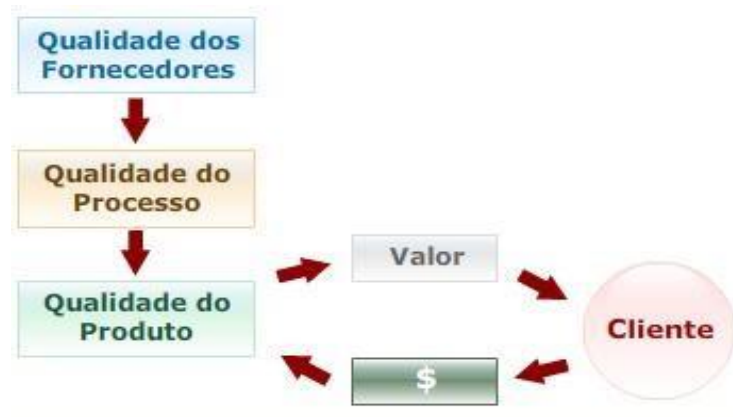 Qualidade dos
Fornecedores
Qualidade do
Processo
Valor
Qualidade do
Produto
Cliente
$